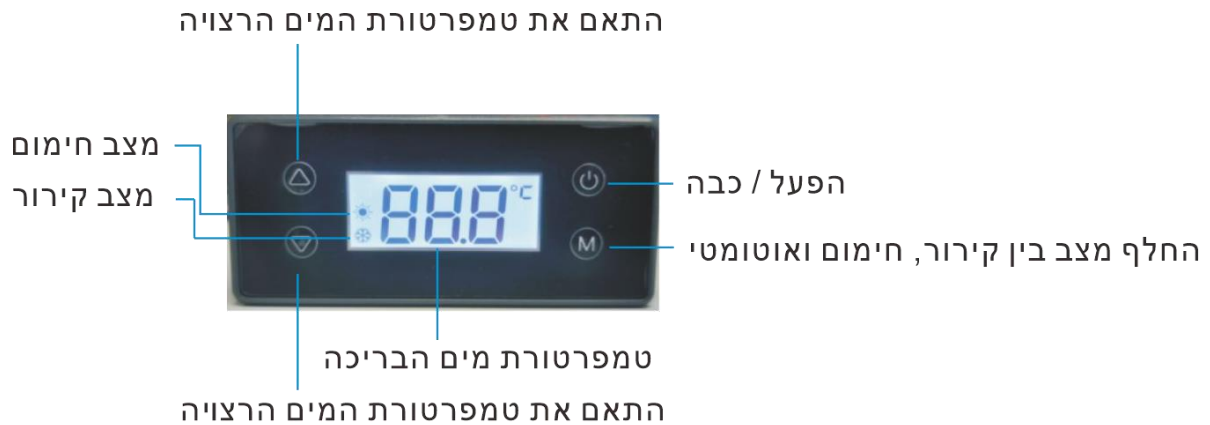 התאם את טמפרטורת המים הרצויה
מצב חימום
מצב קירור
88.8 °C
הפעל / כבה
M
החלף מצב בין קירור, חימום ואוטומטי
טמפרטורת מים הבריכה
התאם את טמפרטורת המים הרצויה